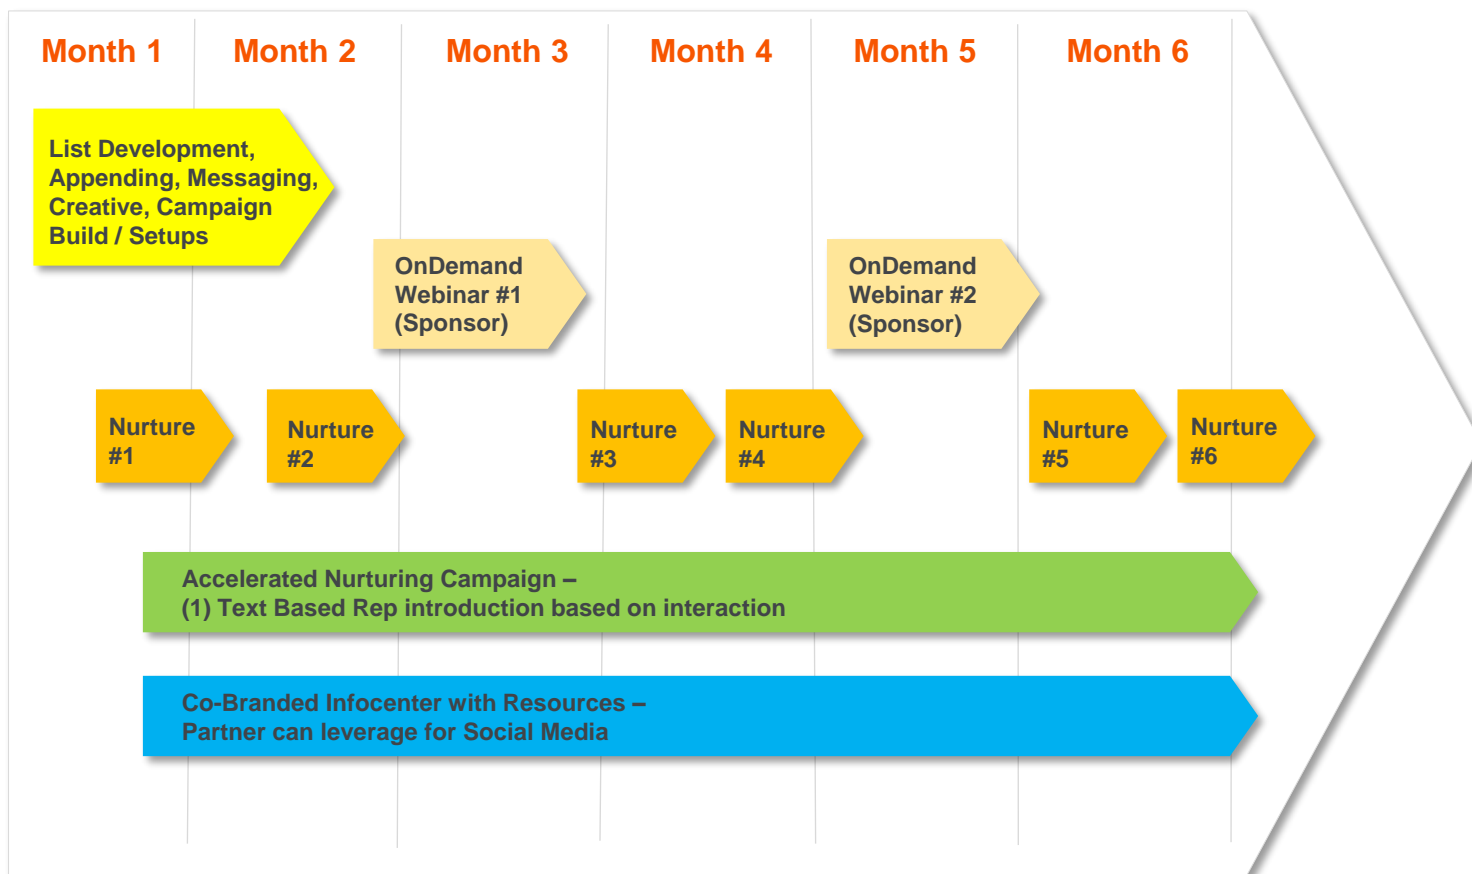 Month 1
Month 2
Month 3
Month 4
Month 5
Month 6
List Development,
Appending, Messaging,
Creative, Campaign
Build / Setups
OnDemand
Webinar #1
(Sponsor)
OnDemand
Webinar #2
(Sponsor)
Nurture
#1
Nurture
#2
Nurture
#3
Nurture
#4
Nurture
#5
Nurture
#6
Accelerated Nurturing Campaign –
(1) Text Based Rep introduction based on interaction
Co-Branded Infocenter with Resources –
Partner can leverage for Social Media